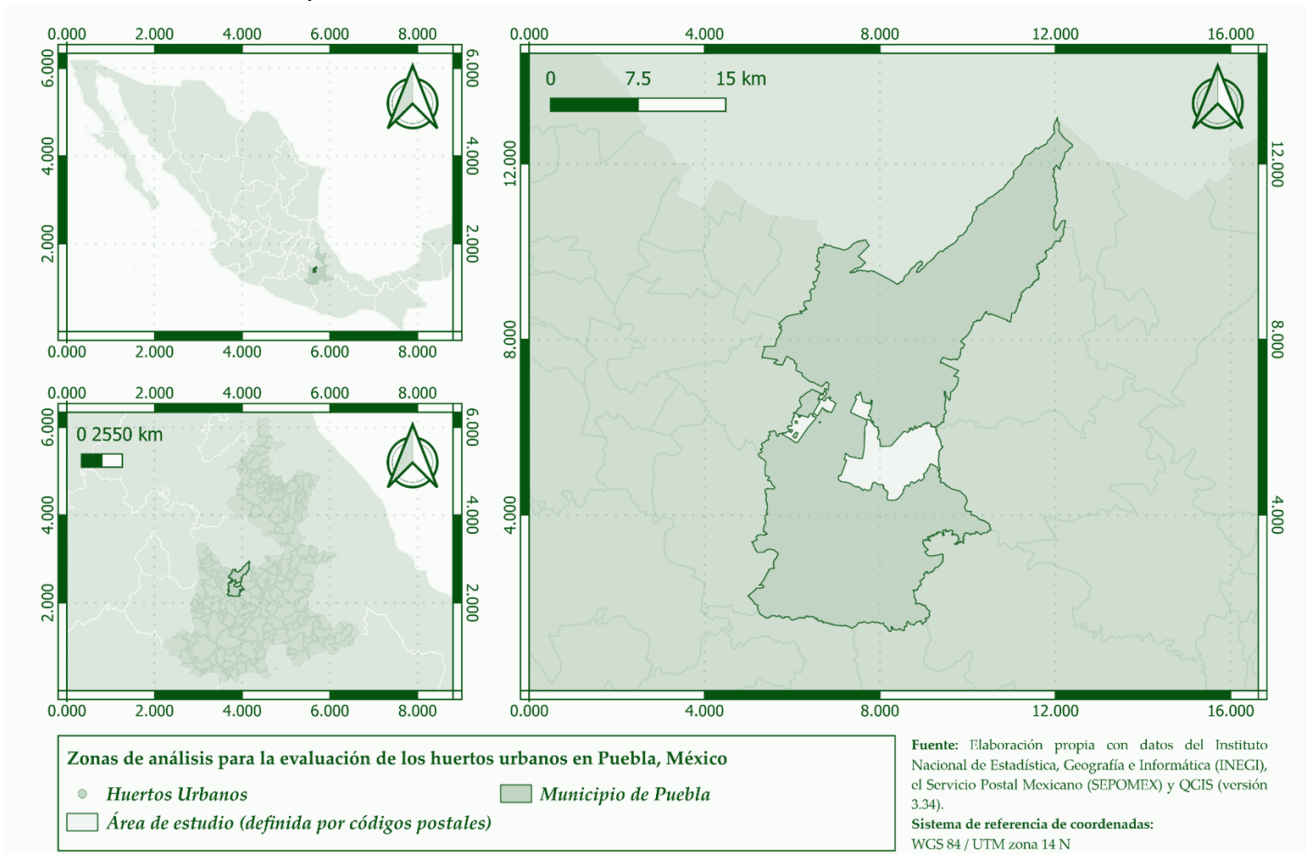 0.000 2.000 4.000 6.000 8.000
6.000
4.000
2.000
6.000
4.000
2.000
0.000 2.000 4.000 6.000 8.000
0.000 2.000 4.000 6.000 8.000
0 2550 km
6.000
4.000
2.000
6.000
4.000
2.000
0.000 2.000 4.000 6.000 8.000
0.000 4.000 8.000 12.000 16.000
0 7.5 15 km
12.000
8.000
4.000
12.000
8.000
4.000
0.000 4.000 8.000 12.000 16.000
Zonas de análisis para la evaluación de los huertos urbanos en Puebla, México
Huertos Urbanos
Municipio de Puebla
Área de estudio (definida por códigos postales)
Fuente: Elaboración propia con datos del Instituto
Nacional de Estadística, Geografía e Informática (INEGI),
el Servicio Postal Mexicano (SEPOMEX) y QGIS (versión
3.34).
Sistema de referencia de coordenadas:
WGS 84 / UTM zona 14 N